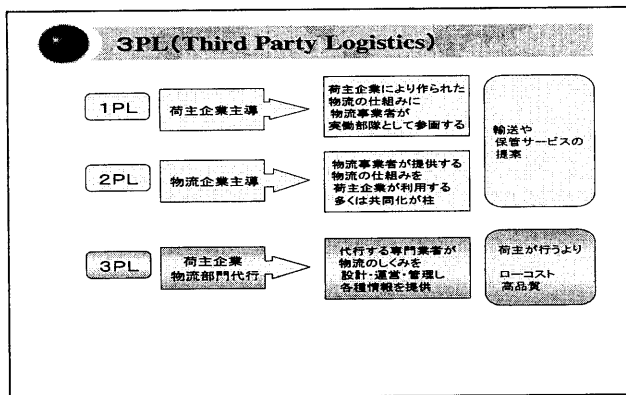 3PL(Third Party Logistics)
1PL
荷主企業主導
荷主企業により作られた
物流の仕組みに
物流事業者が
実働部隊として参画する
輸送や
保管サービスの
提案
2PL
物流企業主導
物流事業者が提供する
物流の仕組みを
荷主企業が利用する
多くは共同化が柱
3PL
荷主企業
物流部門代行
代行する専門業者が
物流のしくみを
設計・運営・管理し
各種情報を提供
荷主が行うより
ローコスト
高品質